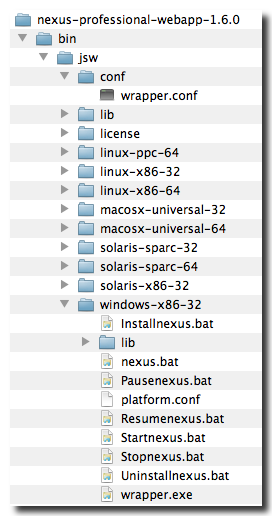 nexus-professional-webapp-1.6.0
bin
jsw
conf
wrapper.conf
lib
license
linux-ppc-64
linux-x86-32
linux-x86-64
macosx-universal-32
macosx-universal-64
solaris-sparc-32
solaris-sparc-64
solaris-x86-32
windows-x86-32
Installnexus.bat
lib
nexus.bat
Pausenexus.bat
platform.conf
Resumenexus.bat
Startnexus.bat
Stopnexus.bat
Uninstallnexus.bat
wrapper.exe